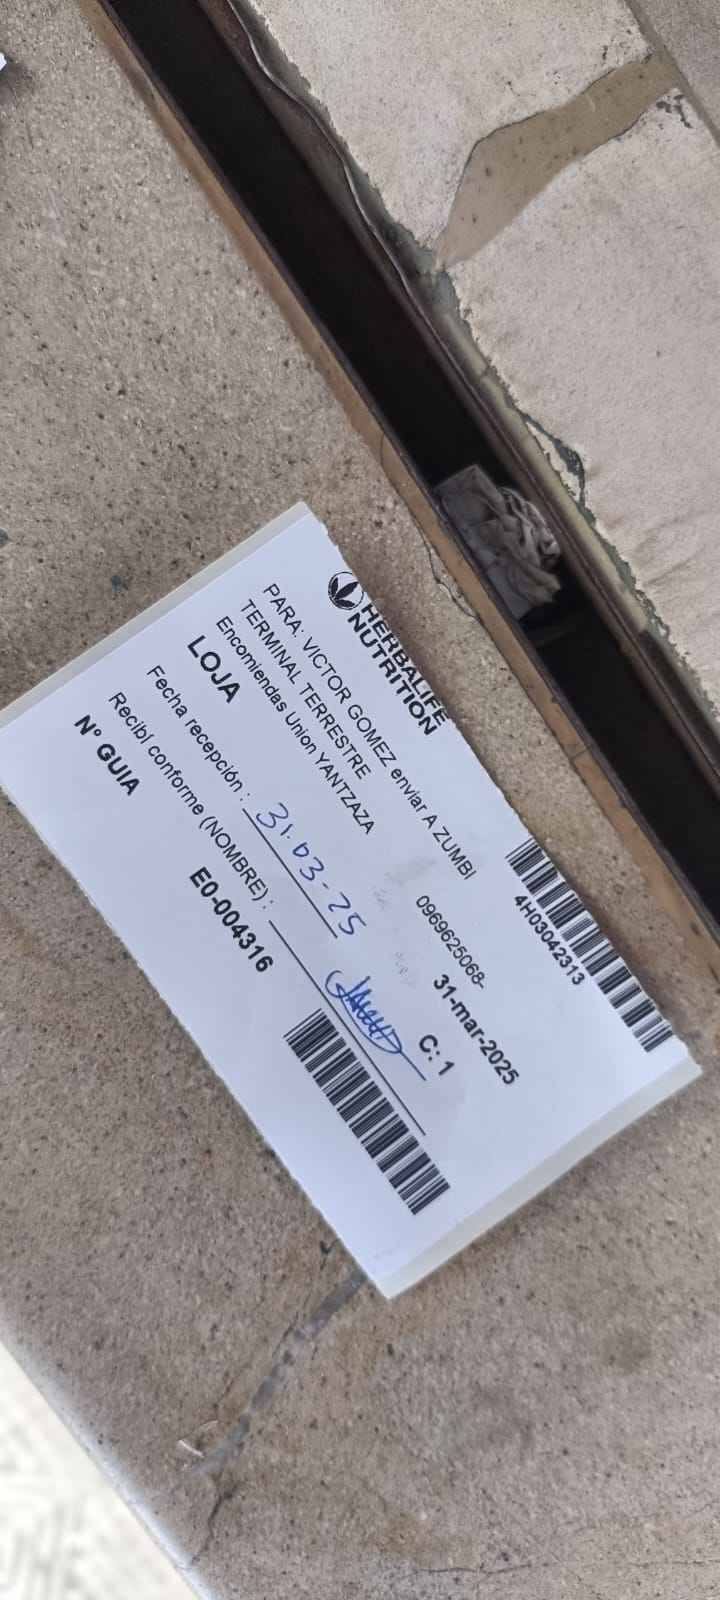 HERBALIFE
NUTRITION
4H03042313
PARA: VICTOR GOMEZ enviar A ZUMBI
TERMINAL TERRESTRE 0969625068-
Encomiendas Union YANTZAZA 31-mar-2025
LOJA C: 1
Fecha recepción : 31.03-25
Recibí conforme (NOMBRE) :
Nº GUIA E0-004316